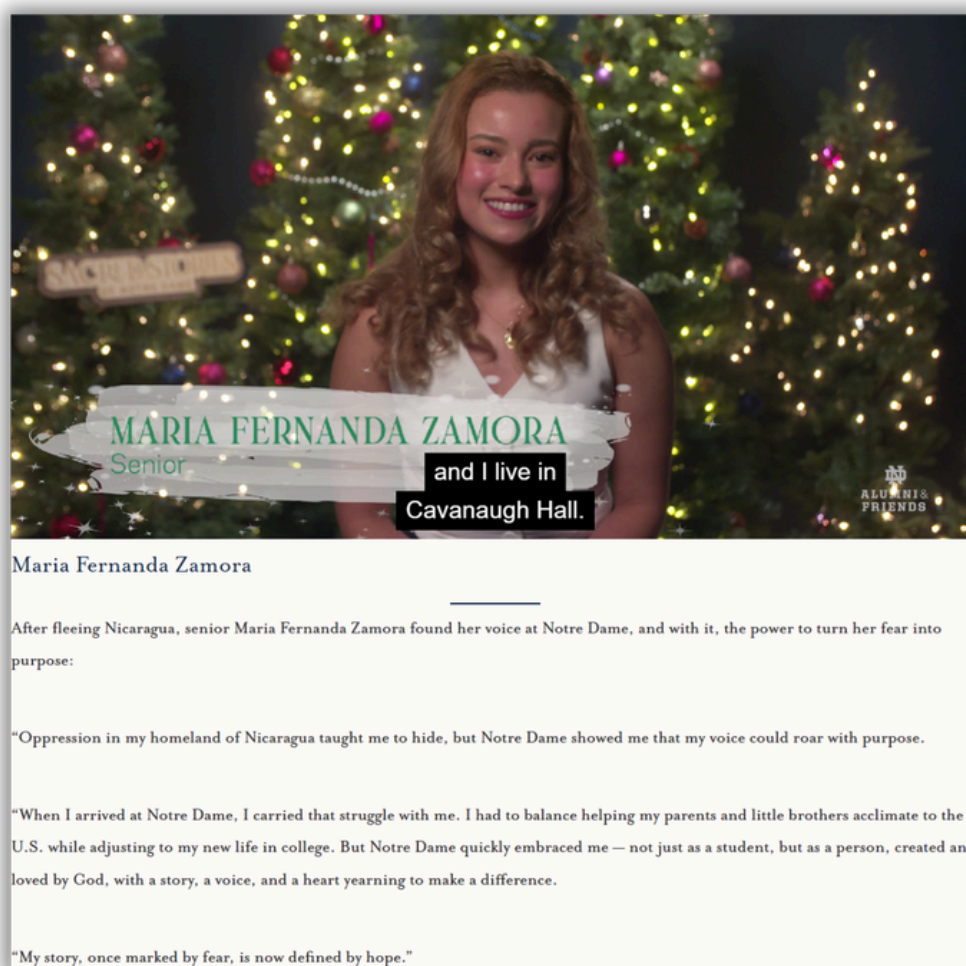 SACRED STORIES
MARIA FERNANDA ZAMORA
Senior
and I live in
Cavanaugh Hall.
ND
ALUMNI&
FRIENDS
Maria Fernanda Zamora
After fleeing Nicaragua, senior Maria Fernanda Zamora found her voice at Notre Dame, and with it, the power to turn her fear into
purpose:
“Oppression in my homeland of Nicaragua taught me to hide, but Notre Dame showed me that my voice could roar with purpose.
“When I arrived at Notre Dame, I carried that struggle with me. I had to balance helping my parents and little brothers acclimate to the
U.S. while adjusting to my new life in college. But Notre Dame quickly embraced me — not just as a student, but as a person, created an
loved by God, with a story, a voice, and a heart yearning to make a difference.
“My story, once marked by fear, is now defined by hope.”